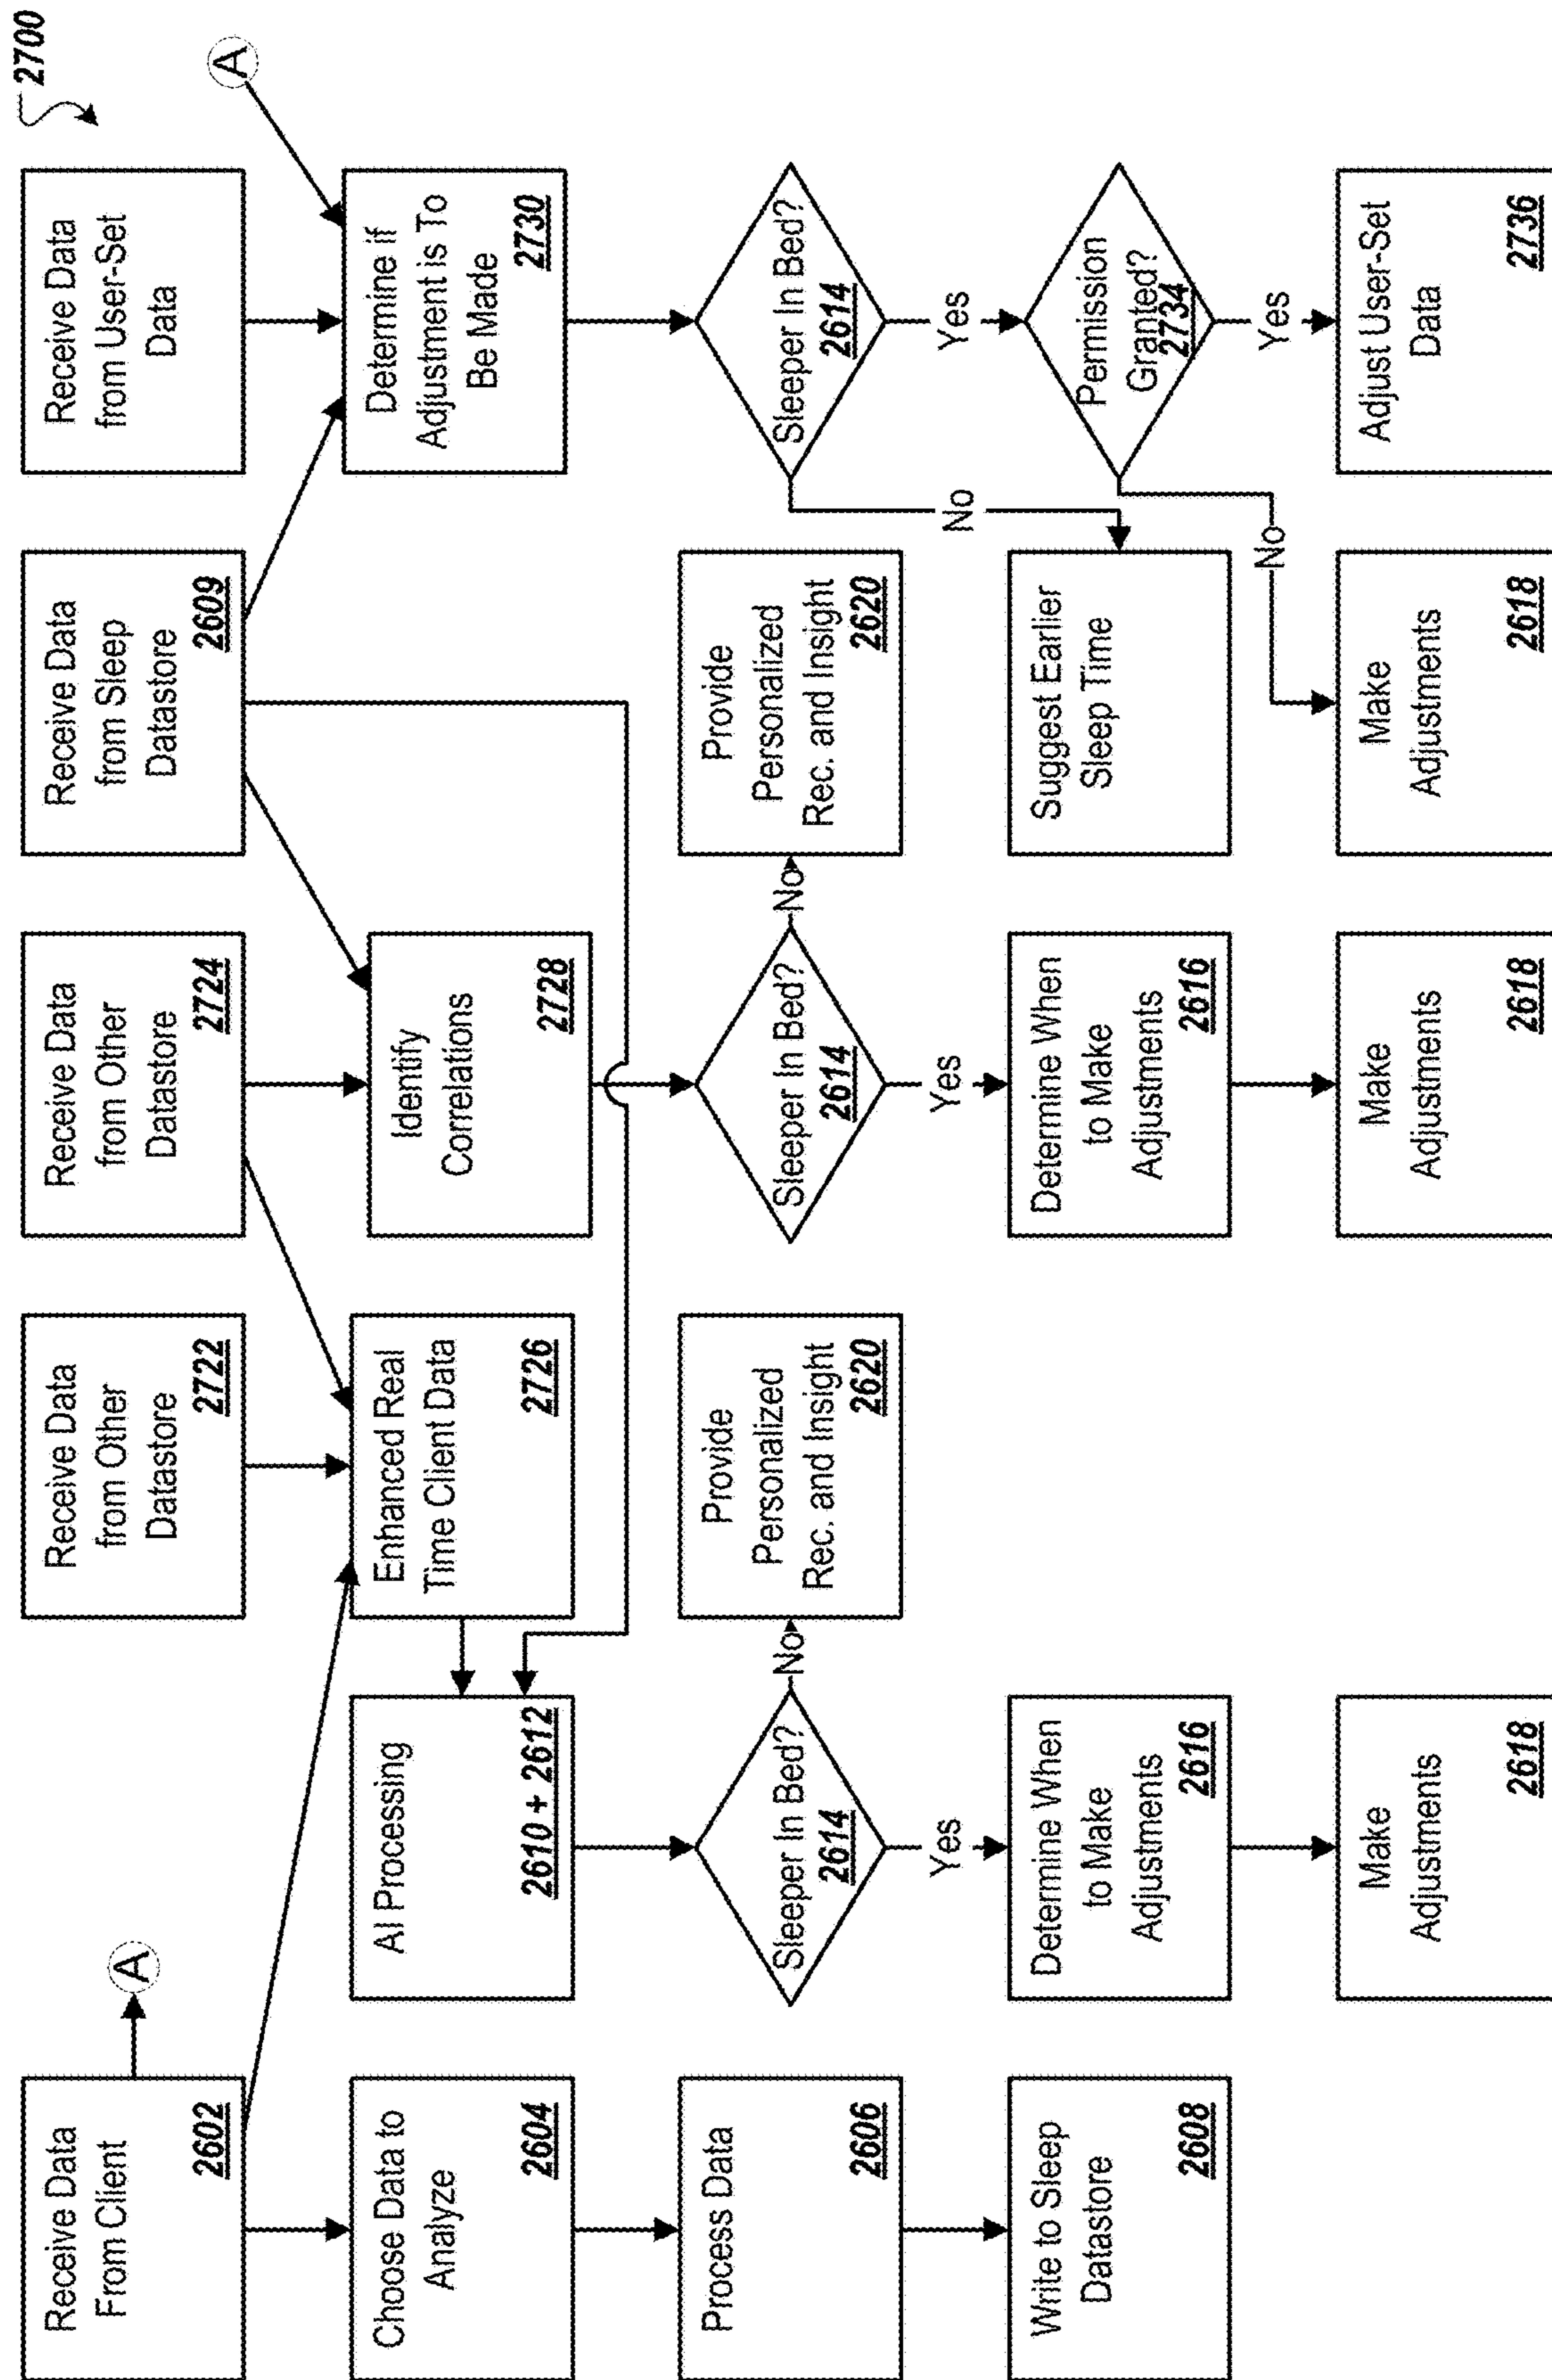 2700
Receive Data
From Client
2602
A
Receive Data
from Other
Datastore
2722
Receive Data
from Other
Datastore
2724
Receive Data
from Sleep
Datastore
2609
Receive Data
from User-Set
Data
A
Choose Data to
Analyze
2604
AI Processing
2610 + 2612
Enhanced Real
Time Client Data
2726
Identify
Correlations
2728
Determine if
Adjustment is To
Be Made
2730
Process Data
2606
Sleeper In Bed?
2614
No
Provide
Personalized
Rec. and Insight
2620
Sleeper In Bed?
2614
No
Provide
Personalized
Rec. and Insight
2620
Sleeper In Bed?
2614
Yes
Yes
No
Yes
Write to Sleep
Datastore
2608
Determine When
to Make
Adjustments
2616
Determine When
to Make
Adjustments
2616
Suggest Earlier
Sleep Time
Permission
Granted?
2734
No
Yes
Make
Adjustments
2618
Make
Adjustments
2618
Make
Adjustments
2618
Adjust User-Set
Data
2736